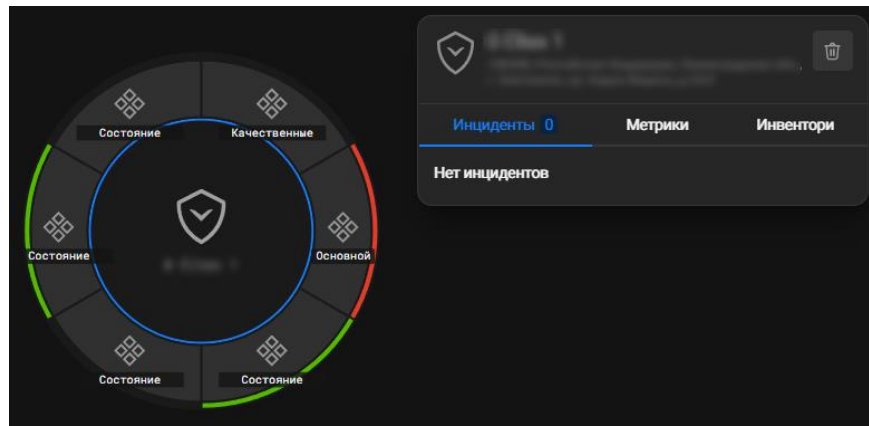 Состояние
Качественные
Состояние
Основной
Состояние
Состояние
Инциденты 0
Метрики
Инвентори
Нет инцидентов